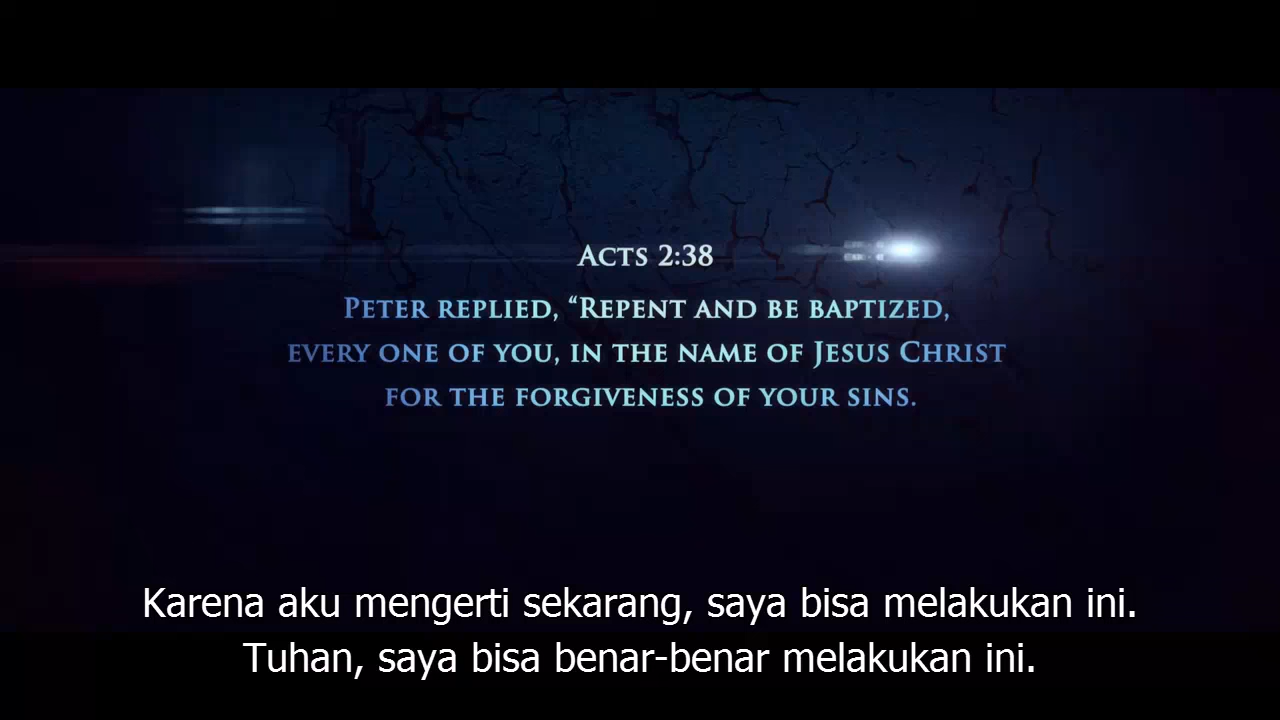 Acts 2:38
Peter replied, “Repent and be baptized,
every one of you, in the name of Jesus Christ
for the forgiveness of your sins.
Karena aku mengerti sekarang, saya bisa melakukan ini.
Tuhan, saya bisa benar-benar melakukan ini.